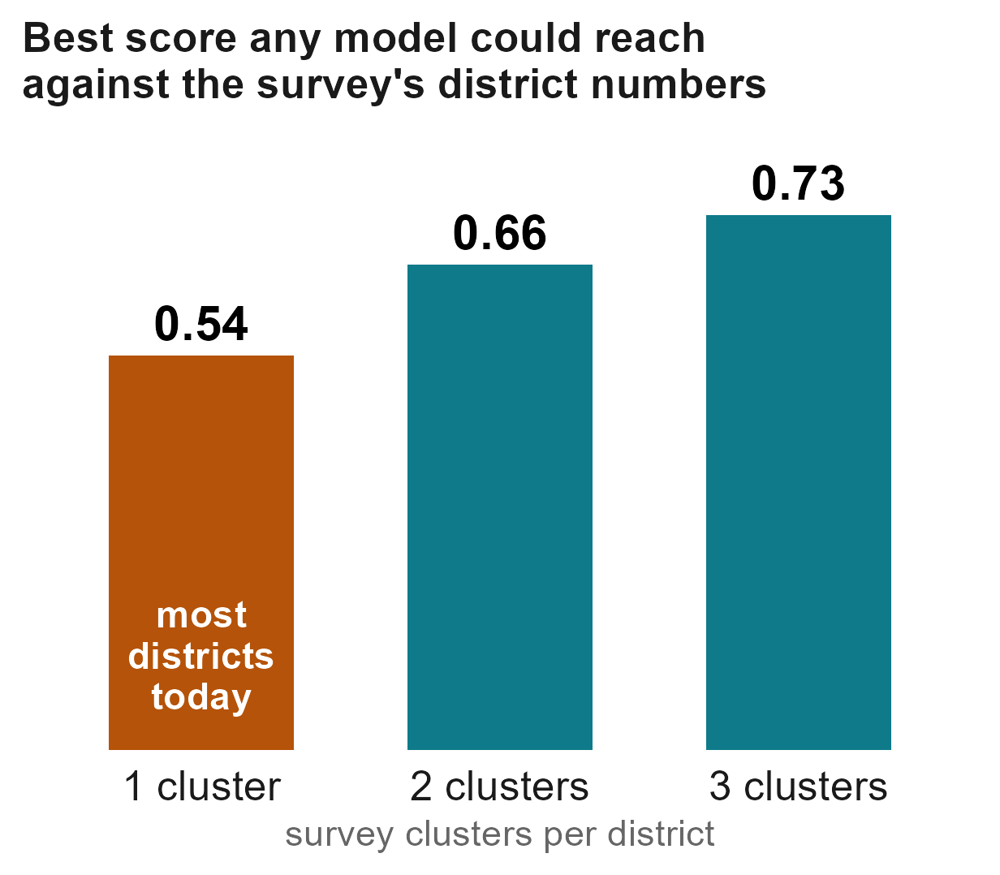 Best score any model could reach
against the survey's district numbers
0.54
0.66
0.73
most
districts
today
1 cluster
2 clusters
3 clusters
survey clusters per district